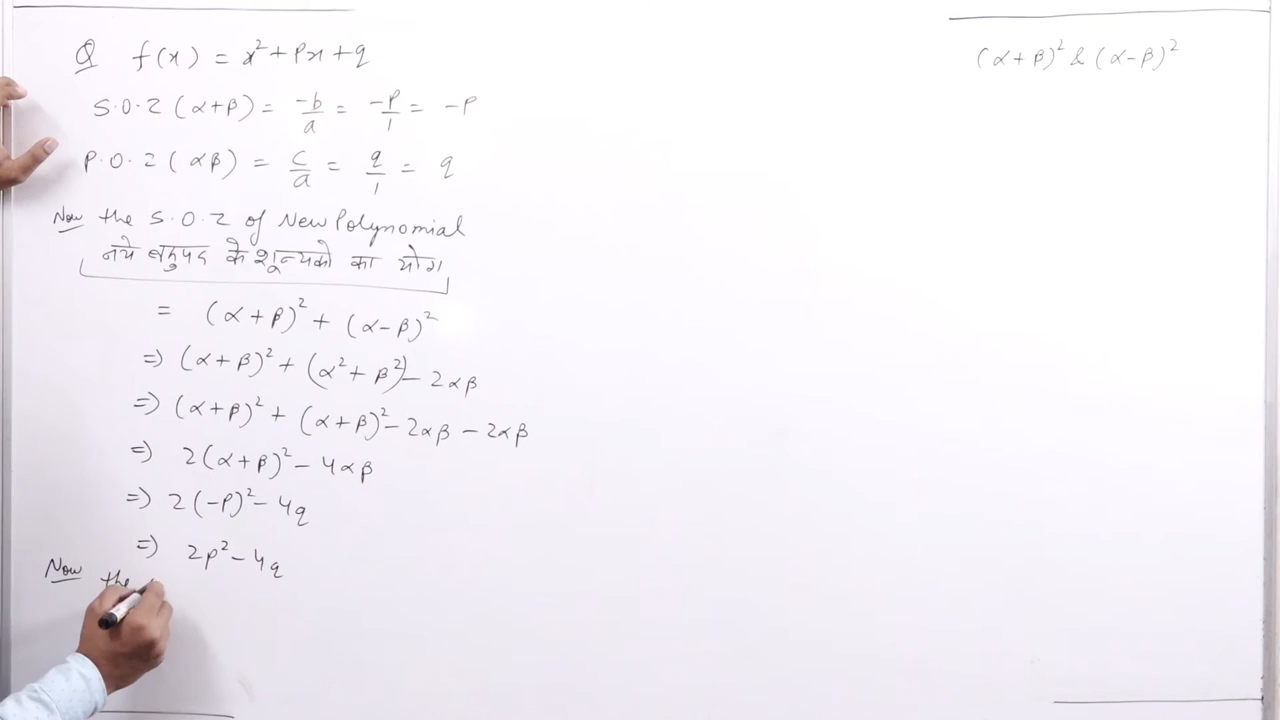 Q f(x) = x² + Px + q
(α+β)² & (α-β)²
S.O.Z (α+β) = -b/a = -P/1 = -P
P.O.Z (αβ) = c/a = q/1 = q
Now the S.O.Z of New Polynomial
नये बहुपद के शून्यको का योग
= (α+β)² + (α-β)²
=> (α+β)² + (α²+β²) - 2αβ
=> (α+β)² + (α+β)² - 2αβ - 2αβ
=> 2(α+β)² - 4αβ
=> 2(-P)² - 4q
=> 2p² - 4q
Now the